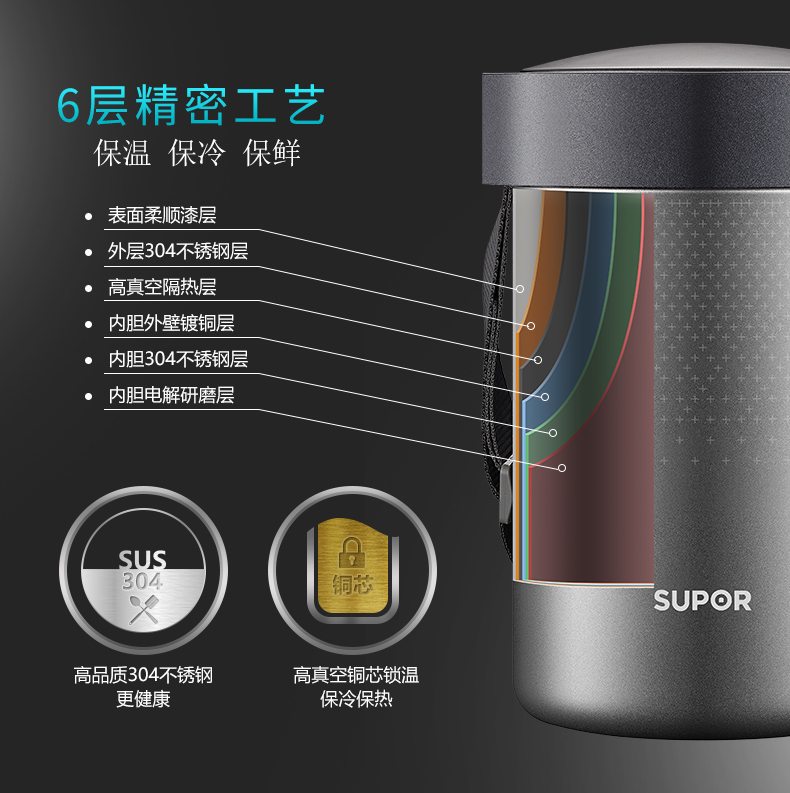 6层精密工艺
保温 保冷 保鲜
表面柔顺漆层
外层304不锈钢层
高真空隔热层
内胆外壁镀铜层
内胆304不锈钢层
内胆电解研磨层
SUS
304
铜芯
高品质304不锈钢
更健康
高真空铜芯锁温
保冷保热
SUPOR